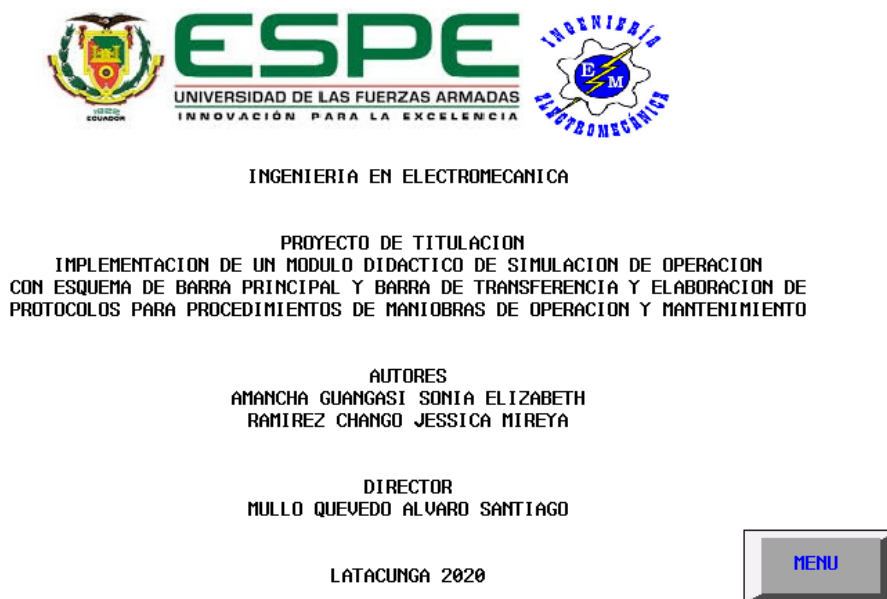 ESPE
UNIVERSIDAD DE LAS FUERZAS ARMADAS
INNOVACIÓN PARA LA EXCELENCIA
1922
ECUADOR
INGENIERÍA
E M
ELECTROMECÁNICA
INGENIERIA EN ELECTROMECANICA
PROYECTO DE TITULACION
IMPLEMENTACION DE UN MODULO DIDACTICO DE SIMULACION DE OPERACION
CON ESQUEMA DE BARRA PRINCIPAL Y BARRA DE TRANSFERENCIA Y ELABORACION DE
PROTOCOLOS PARA PROCEDIMIENTOS DE MANIOBRAS DE OPERACION Y MANTENIMIENTO
AUTORES
AMANCHA GUANGASI SONIA ELIZABETH
RAMIREZ CHANGO JESSICA MIREYA
DIRECTOR
MULLO QUEVEDO ALVARO SANTIAGO
LATACUNGA 2020
MENU